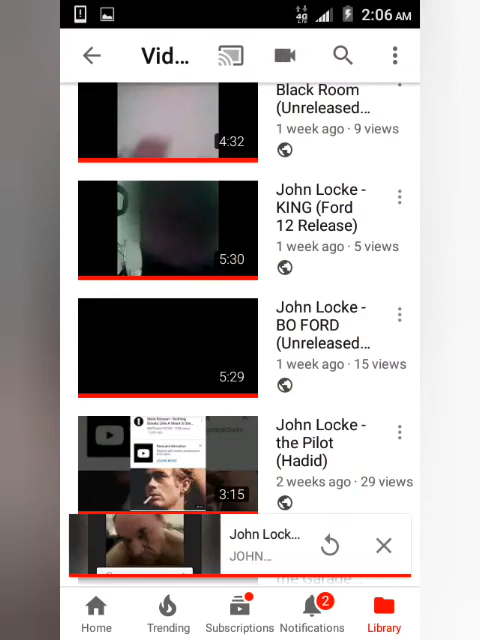 2:06 AM
4G
Vid...
Black Room
(Unreleased...
1 week ago · 9 views
4:32
John Locke -
KING (Ford
12 Release)
1 week ago · 5 views
5:30
John Locke -
BO FORD
(Unreleased...
1 week ago · 15 views
5:29
John Locke -
the Pilot
(Hadid)
2 weeks ago · 29 views
3:15
John Lock...
JOHN...
the Garage...
Home
Trending
Subscriptions
2
Notifications
Library